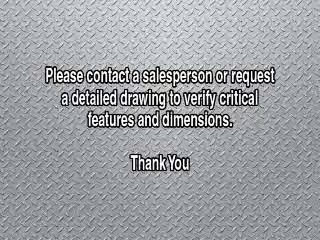 Please contact a salesperson or request
a detailed drawing to verify critical
features and dimensions.
Thank You